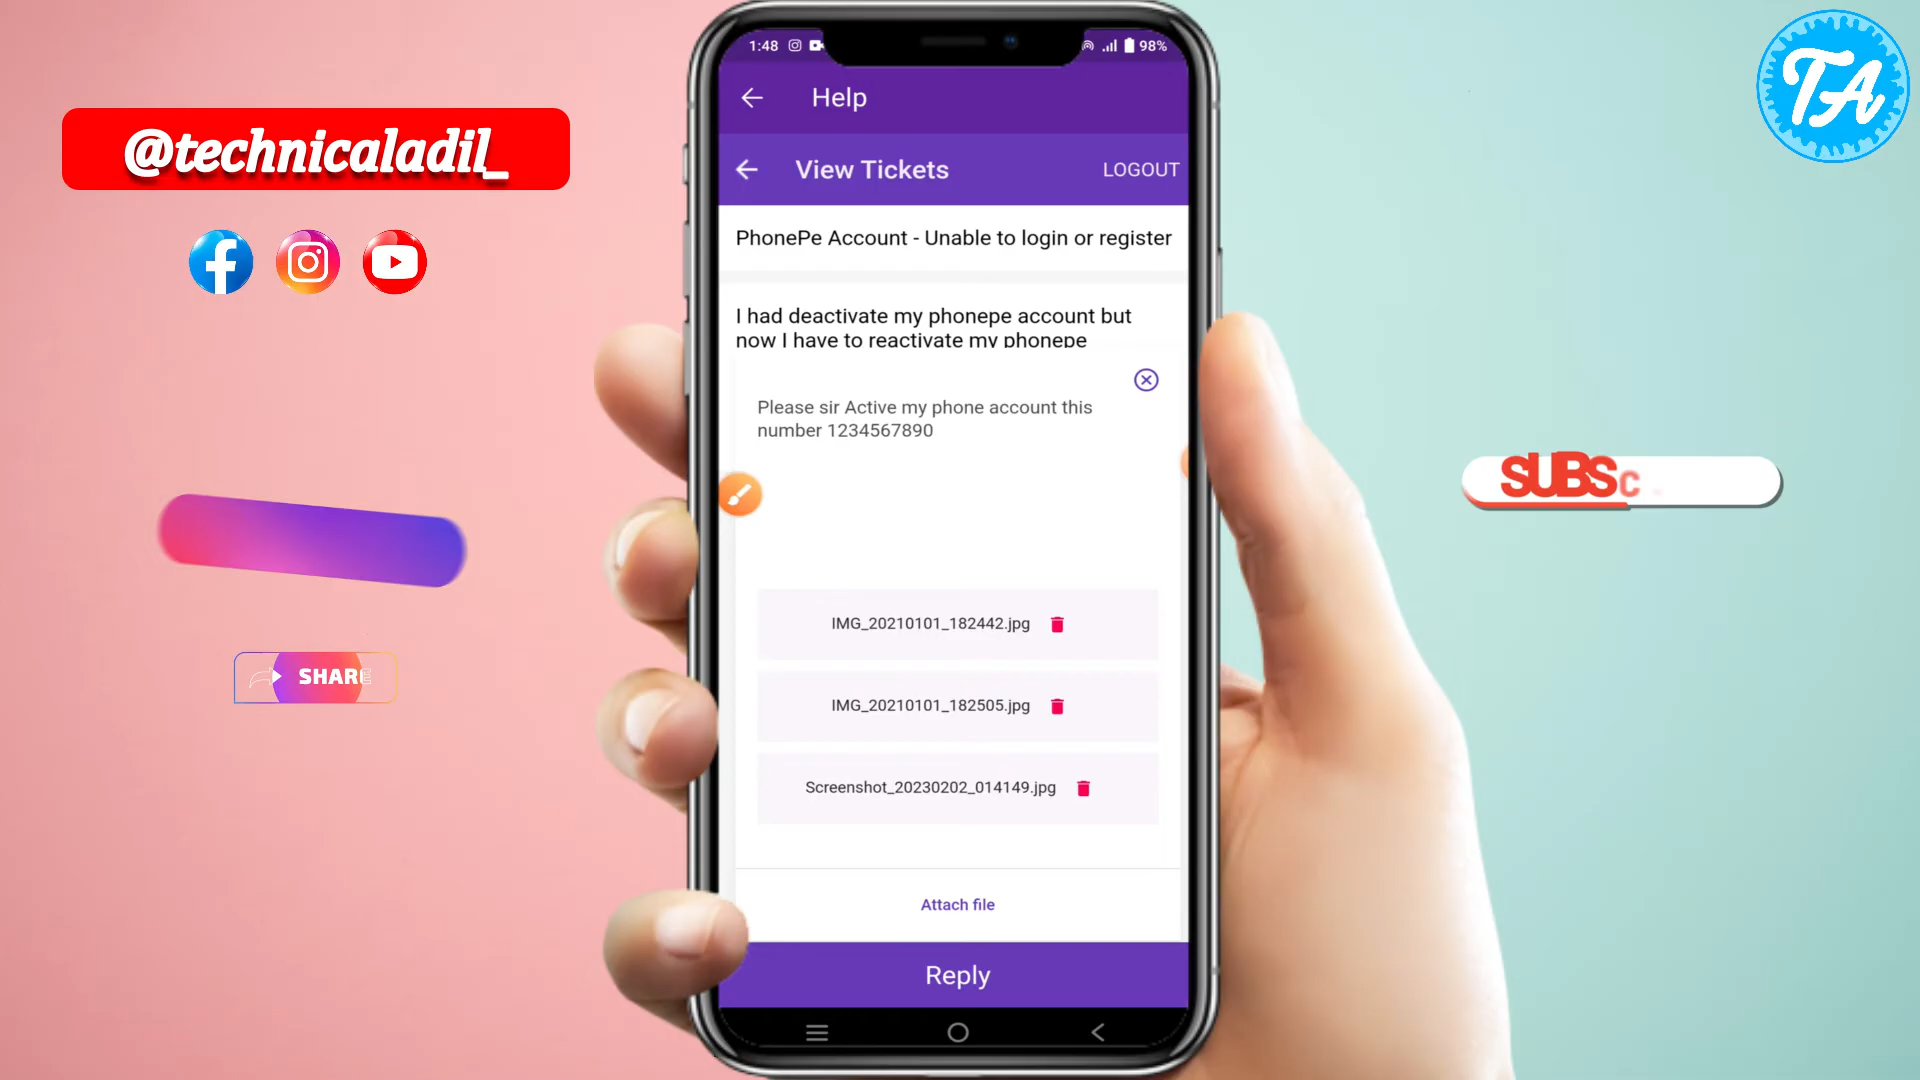 @technicaladil_
SHARE
1:48
98%
Help
View Tickets
LOGOUT
PhonePe Account - Unable to login or register
I had deactivate my phonepe account but
now I have to reactivate my phonepe
Please sir Active my phone account this
number 1234567890
IMG_20210101_182442.jpg
IMG_20210101_182505.jpg
Screenshot_20230202_014149.jpg
Attach file
Reply
TA
SUBSC